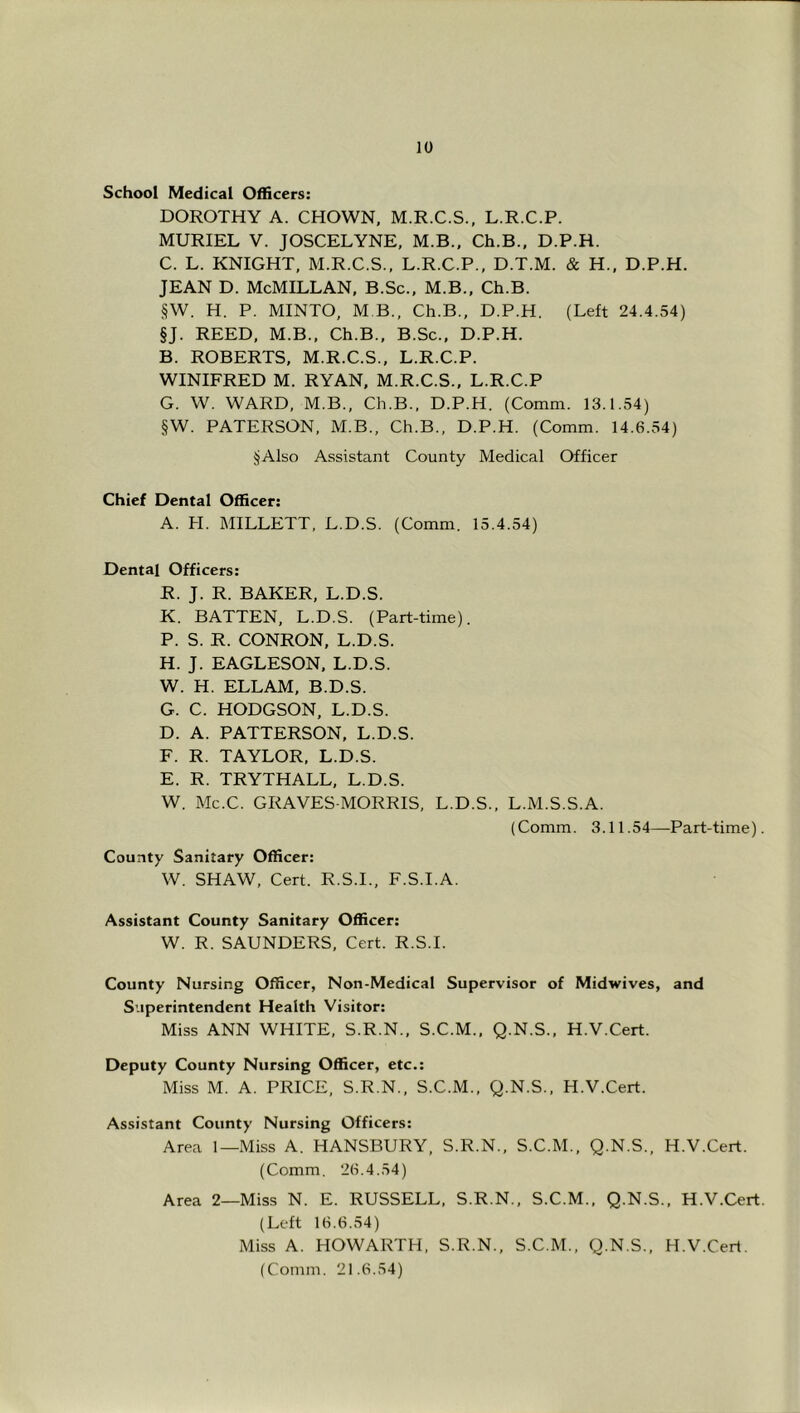 10
School Medical Officers:
DOROTHY A. CHOWN, M.R.C.S., L.R.C.P.
MURIEL V. JOSCELYNE, M.B., Ch.B., D.P.H.
C. L. KNIGHT, M.R.C.S., L.R.C.P., D.T.M. & H., D.P.H.
JEAN D. McMILLAN, B.Sc., M.B., Ch.B.
§W. H. P. MINTO, M.B., Ch.B., D.P.H. (Left 24.4.54)
§J. REED, M.B., Ch.B., B.Sc., D.P.H.
B. ROBERTS, M.R.C.S., L.R.C.P.
WINIFRED M. RYAN, M.R.C.S., L.R.C.P
G. W. WARD, M.B., Ch.B., D.P.H. (Comm. 13.1.54)
§W. PATERSON, M.B., Ch.B., D.P.H. (Comm. 14.6.54)
§Also Assistant County Medical Officer
Chief Dental Officer:
A. H. MILLETT, L.D.S. (Comm. 15.4.54)
Dental Officers:
R. J. R. BAKER, L.D.S.
K. BATTEN, L.D.S. (Part-time).
P. S. R. CONRON, L.D.S.
H. J. EAGLESON, L.D.S.
W. H. ELLAM, B.D.S.
G. C. HODGSON, L.D.S.
D. A. PATTERSON, L.D.S.
F. R. TAYLOR, L.D.S.
E. R. TRYTHALL, L.D.S.
W. Mc.C. GRAVES-MORRIS, L.D.S., L.M.S.S.A.
(Comm. 3.11.54—Part-time).
County Sanitary Officer:
W. SHAW, Cert. R.S.I., F.S.I.A.
Assistant County Sanitary Officer:
W. R. SAUNDERS, Cert. R.S.I.
County Nursing Officer, Non-Medical Supervisor of Midwives, and
Superintendent Health Visitor:
Miss ANN WHITE, S.R.N., S.C.M., Q.N.S., H.V.Cert.
Deputy County Nursing Officer, etc.:
Miss M. A. PRICE, S.R.N., S.C.M., Q.N.S., H.V.Cert.
Assistant County Nursing Officers:
Area 1—Miss A. HANSBURY, S.R.N., S.C.M., Q.N.S., H.V.Cert.
(Comm. 26.4.54)
Area 2—Miss N. E. RUSSELL, S.R.N., S.C.M., Q.N.S., H.V.Cert.
(Left 16.6.54)
Miss A. HOWARTH, S.R.N., S.C.M., Q.N.S., H.V.Cert.
(Comm. 21.6.54)